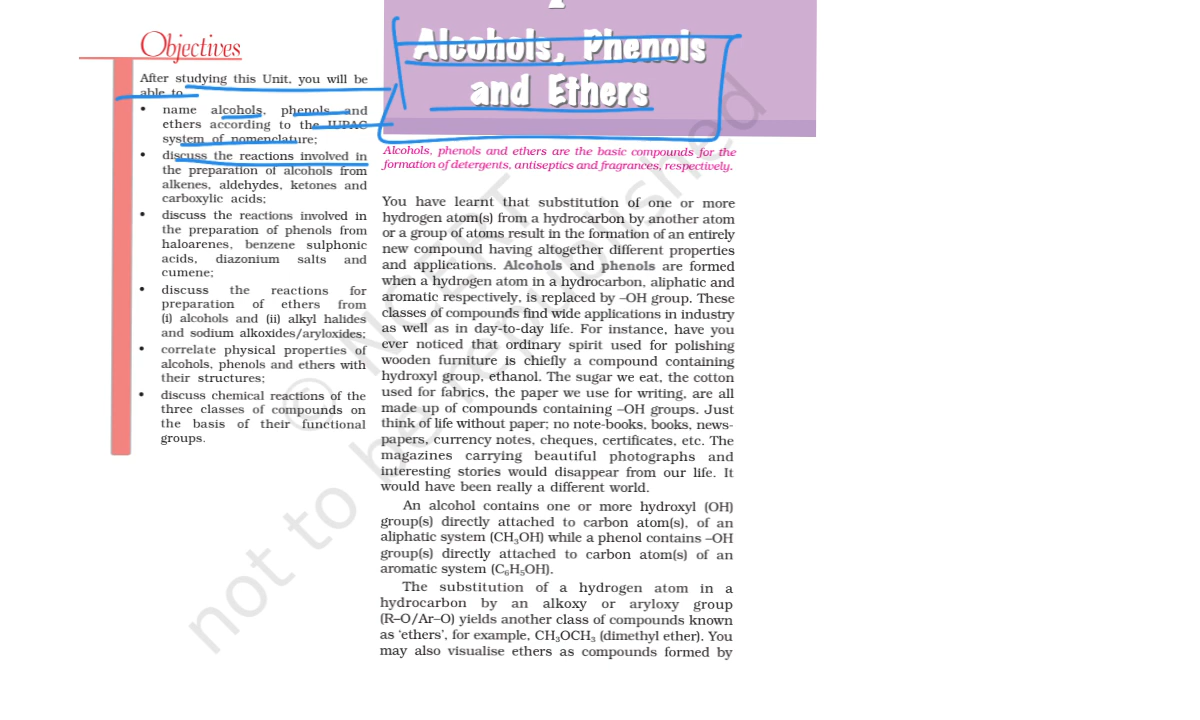 Objectives
After studying this Unit, you will be
able to
• name alcohols, phenols and
ethers according to the IUPAC
system of nomenclature;
• discuss the reactions involved in
the preparation of alcohols from
alkenes, aldehydes, ketones and
carboxylic acids;
• discuss the reactions involved in
the preparation of phenols from
haloarenes, benzene sulphonic
acids, diazonium salts and
cumene;
• discuss the reactions for
preparation of ethers from
(i) alcohols and (ii) alkyl halides
and sodium alkoxides/aryloxides;
• correlate physical properties of
alcohols, phenols and ethers with
their structures;
• discuss chemical reactions of the
three classes of compounds on
the basis of their functional
groups.
Alcohols, Phenols
and Ethers
Alcohols, phenols and ethers are the basic compounds for the
formation of detergents, antiseptics and fragrances, respectively.
You have learnt that substitution of one or more
hydrogen atom(s) from a hydrocarbon by another atom
or a group of atoms result in the formation of an entirely
new compound having altogether different properties
and applications. Alcohols and phenols are formed
when a hydrogen atom in a hydrocarbon, aliphatic and
aromatic respectively, is replaced by –OH group. These
classes of compounds find wide applications in industry
as well as in day-to-day life. For instance, have you
ever noticed that ordinary spirit used for polishing
wooden furniture is chiefly a compound containing
hydroxyl group, ethanol. The sugar we eat, the cotton
used for fabrics, the paper we use for writing, are all
made up of compounds containing –OH groups. Just
think of life without paper; no note-books, books, news-
papers, currency notes, cheques, certificates, etc. The
magazines carrying beautiful photographs and
interesting stories would disappear from our life. It
would have been really a different world.
An alcohol contains one or more hydroxyl (OH)
group(s) directly attached to carbon atom(s), of an
aliphatic system (CH₃OH) while a phenol contains –OH
group(s) directly attached to carbon atom(s) of an
aromatic system (C₆H₅OH).
The substitution of a hydrogen atom in a
hydrocarbon by an alkoxy or aryloxy group
(R–O/Ar–O) yields another class of compounds known
as ‘ethers’, for example, CH₃OCH₃ (dimethyl ether). You
may also visualise ethers as compounds formed by
© NCERT
not to be republished